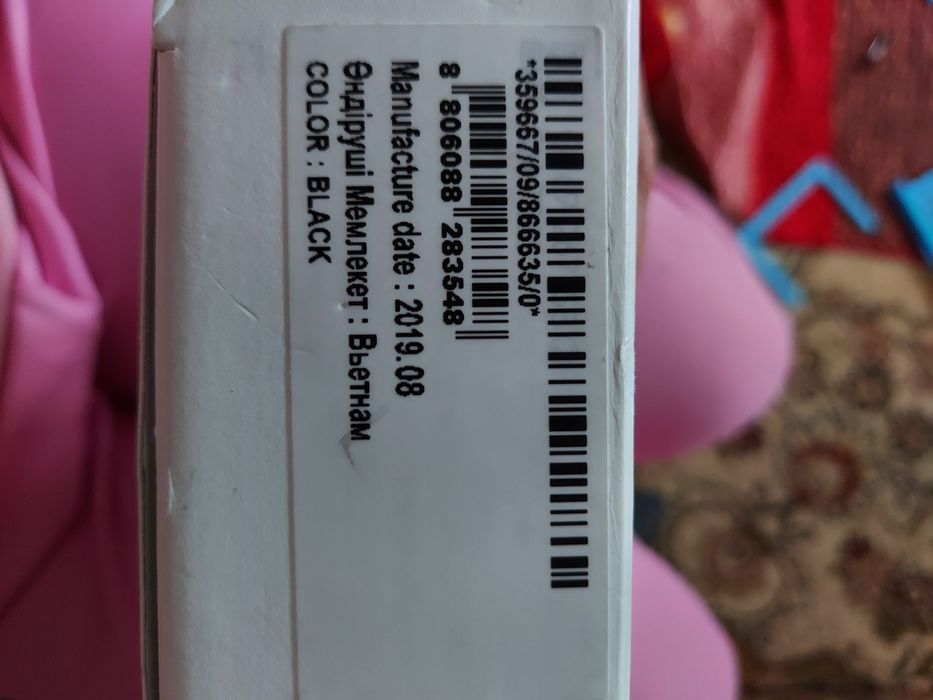 *359667/09/866635/0*
8 806088 283548
Manufacture date : 2019.08
Өндіруші Мемлекет : Вьетнам
COLOR : BLACK